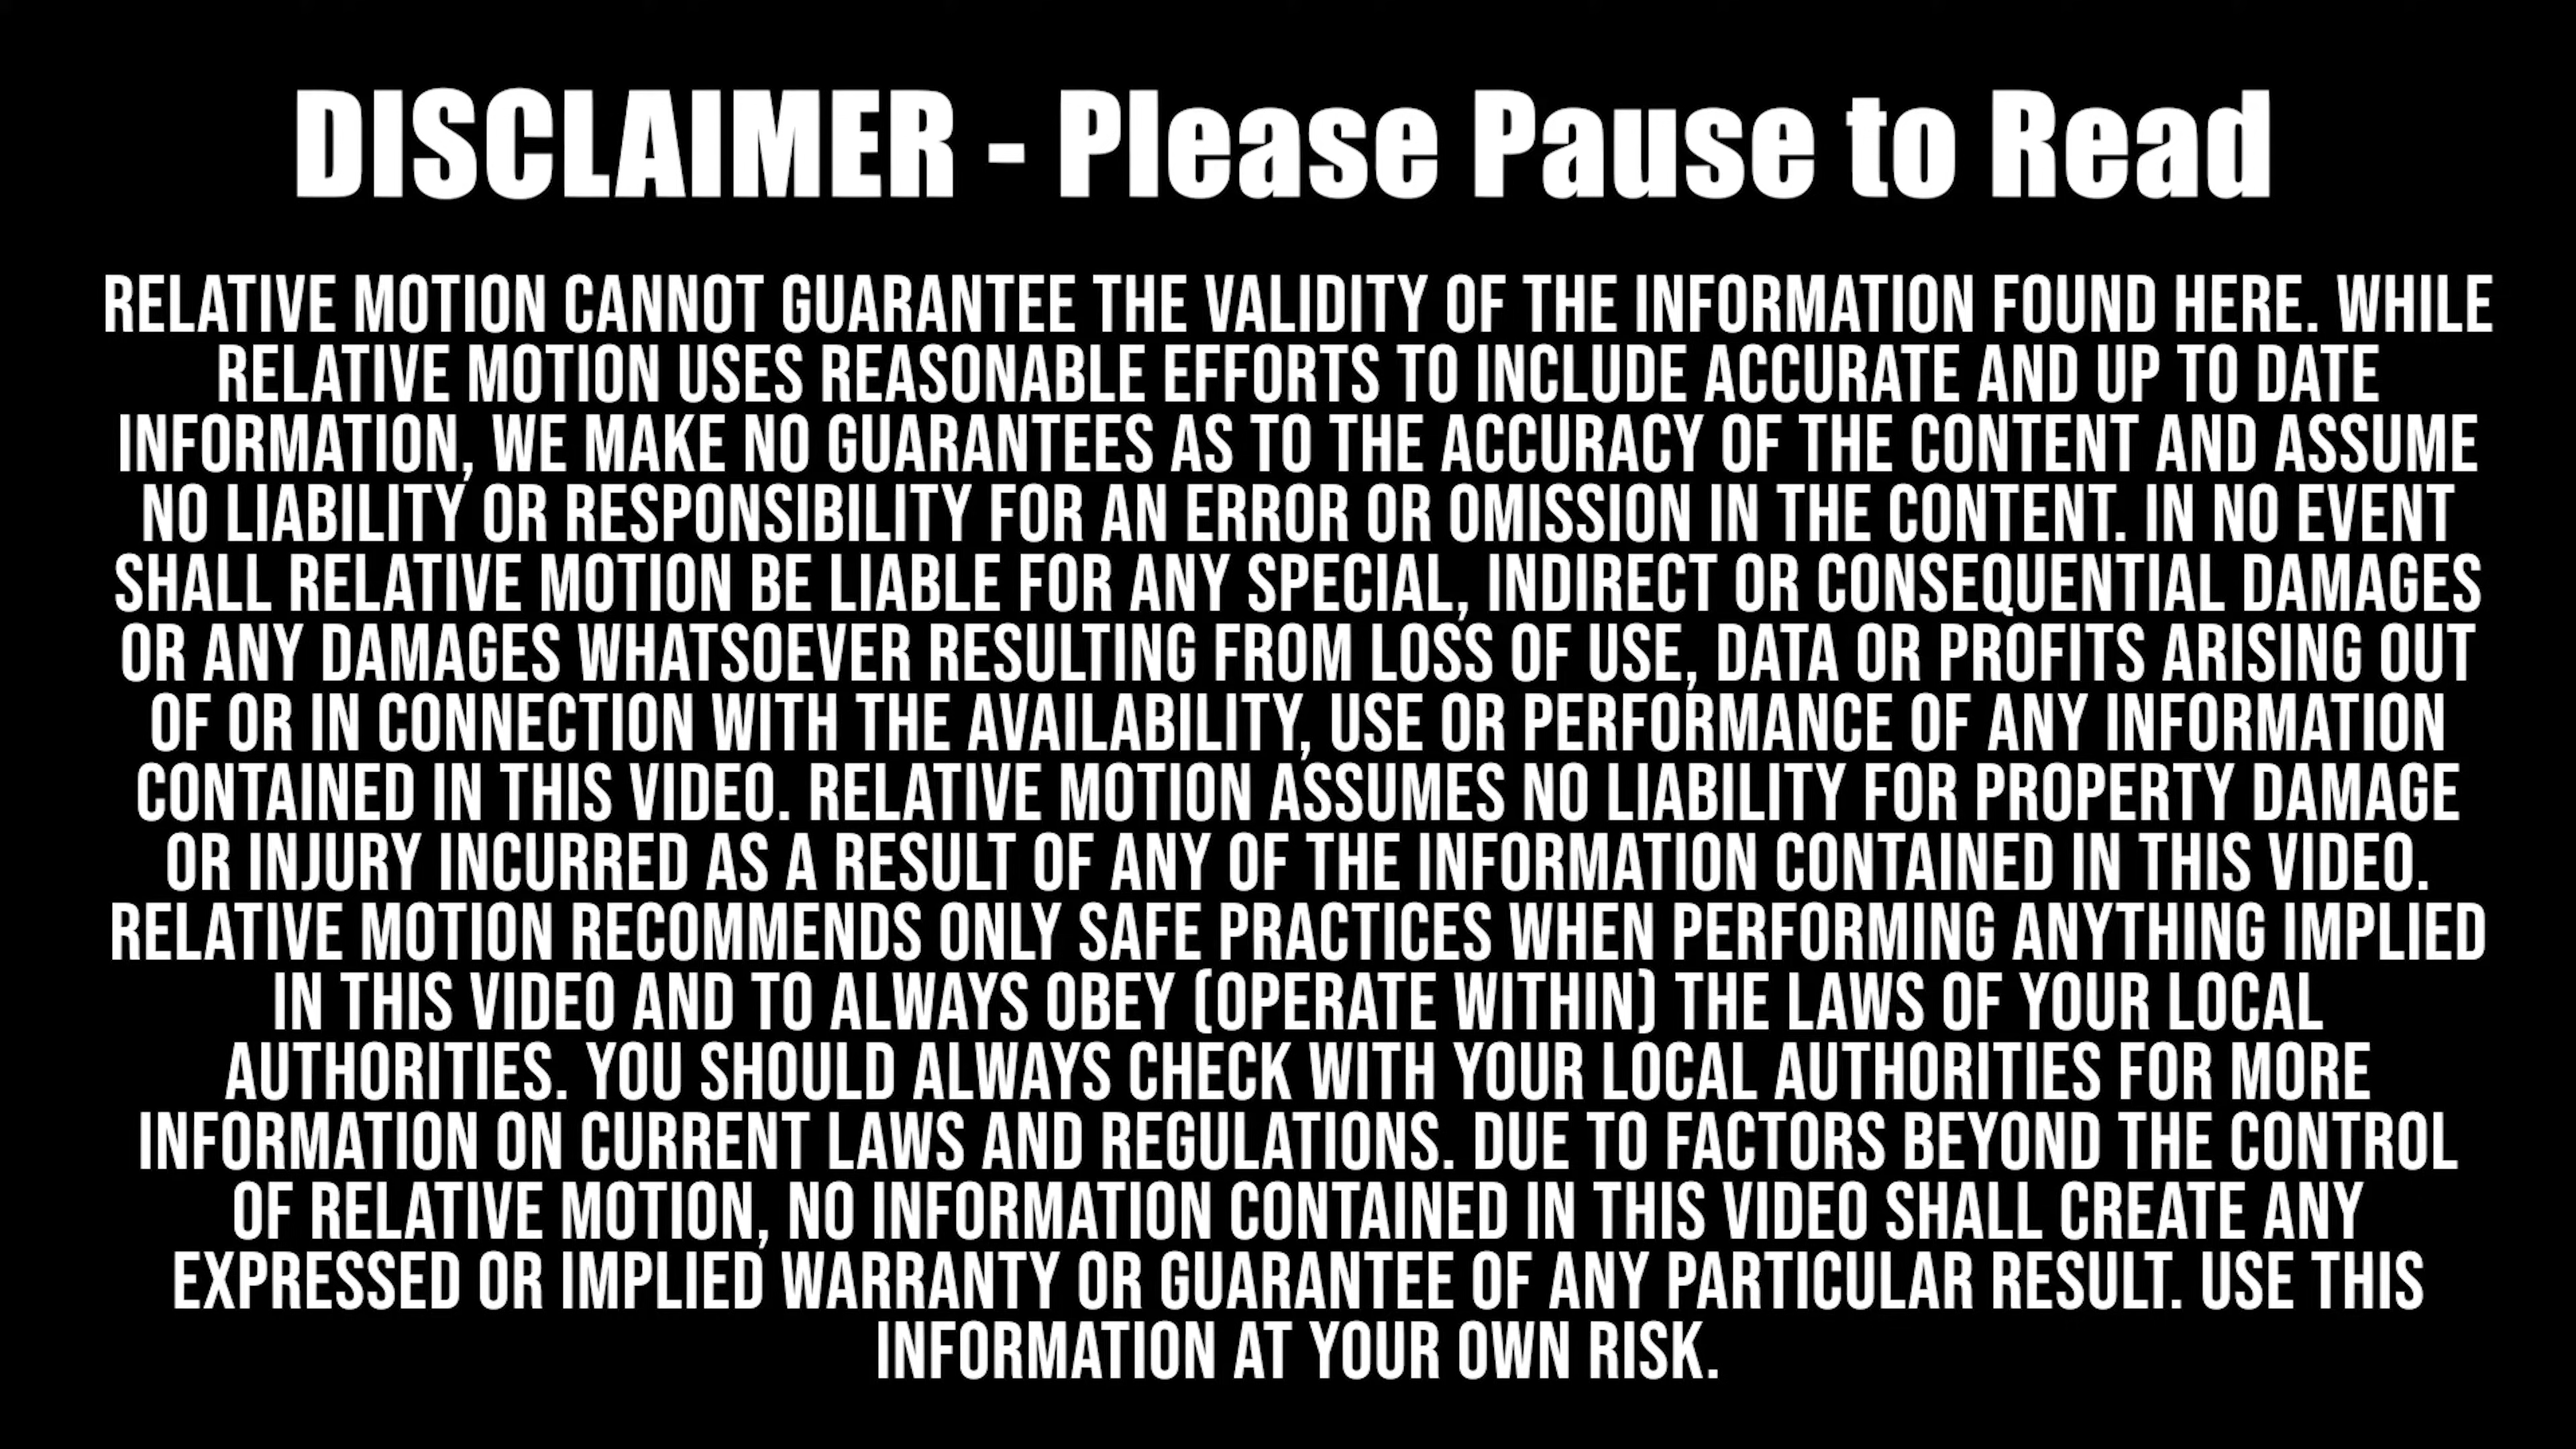 DISCLAIMER - Please Pause to Read
RELATIVE MOTION CANNOT GUARANTEE THE VALIDITY OF THE INFORMATION FOUND HERE. WHILE
RELATIVE MOTION USES REASONABLE EFFORTS TO INCLUDE ACCURATE AND UP TO DATE
INFORMATION, WE MAKE NO GUARANTEES AS TO THE ACCURACY OF THE CONTENT AND ASSUME
NO LIABILITY OR RESPONSIBILITY FOR AN ERROR OR OMISSION IN THE CONTENT. IN NO EVENT
SHALL RELATIVE MOTION BE LIABLE FOR ANY SPECIAL, INDIRECT OR CONSEQUENTIAL DAMAGES
OR ANY DAMAGES WHATSOEVER RESULTING FROM LOSS OF USE, DATA OR PROFITS ARISING OUT
OF OR IN CONNECTION WITH THE AVAILABILITY, USE OR PERFORMANCE OF ANY INFORMATION
CONTAINED IN THIS VIDEO. RELATIVE MOTION ASSUMES NO LIABILITY FOR PROPERTY DAMAGE
OR INJURY INCURRED AS A RESULT OF ANY OF THE INFORMATION CONTAINED IN THIS VIDEO.
RELATIVE MOTION RECOMMENDS ONLY SAFE PRACTICES WHEN PERFORMING ANYTHING IMPLIED
IN THIS VIDEO AND TO ALWAYS OBEY (OPERATE WITHIN) THE LAWS OF YOUR LOCAL
AUTHORITIES. YOU SHOULD ALWAYS CHECK WITH YOUR LOCAL AUTHORITIES FOR MORE
INFORMATION ON CURRENT LAWS AND REGULATIONS. DUE TO FACTORS BEYOND THE CONTROL
OF RELATIVE MOTION, NO INFORMATION CONTAINED IN THIS VIDEO SHALL CREATE ANY
EXPRESSED OR IMPLIED WARRANTY OR GUARANTEE OF ANY PARTICULAR RESULT. USE THIS
INFORMATION AT YOUR OWN RISK.